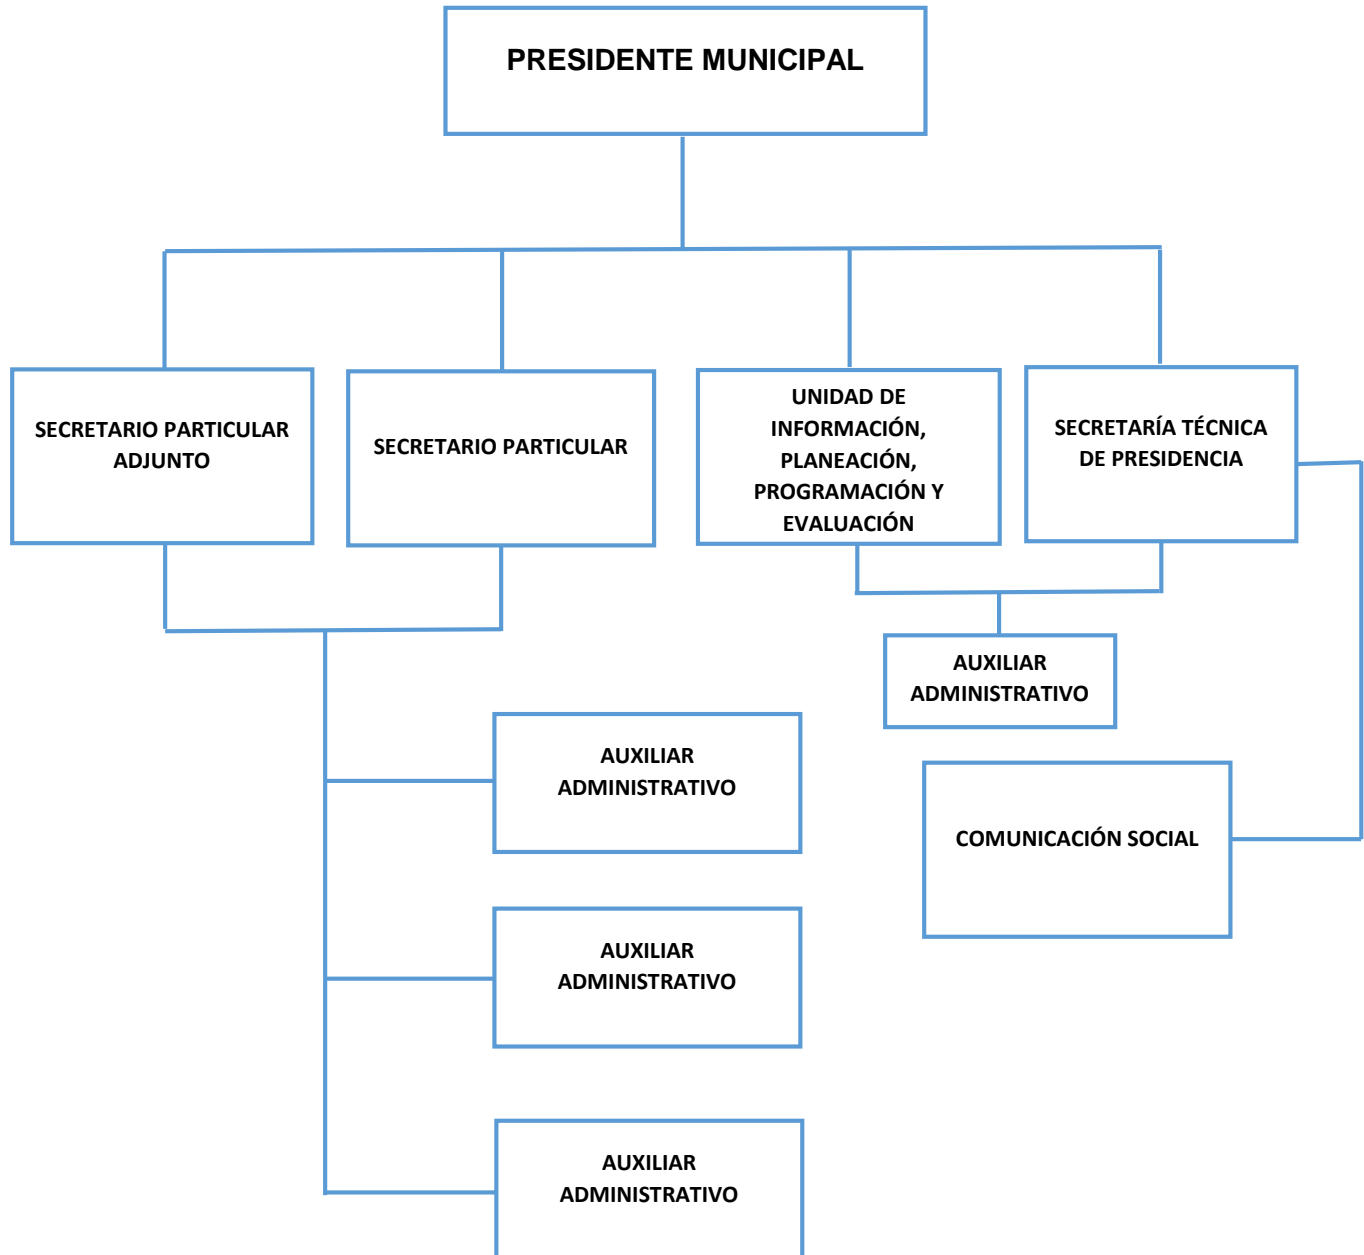 PRESIDENTE MUNICIPAL
SECRETARIO PARTICULAR
ADJUNTO
SECRETARIO PARTICULAR
UNIDAD DE
INFORMACIÓN,
PLANEACIÓN,
PROGRAMACIÓN Y
EVALUACIÓN
SECRETARÍA TÉCNICA
DE PRESIDENCIA
AUXILIAR
ADMINISTRATIVO
AUXILIAR
ADMINISTRATIVO
COMUNICACIÓN SOCIAL
AUXILIAR
ADMINISTRATIVO
AUXILIAR
ADMINISTRATIVO